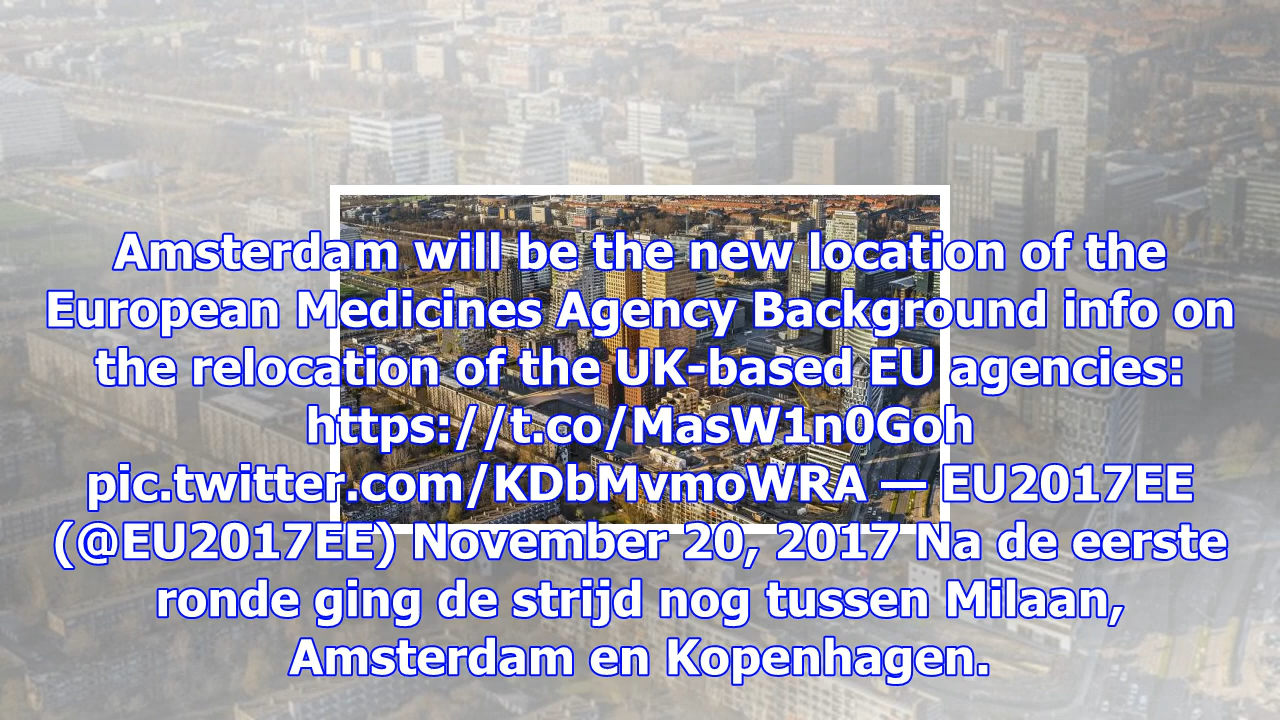 Amsterdam will be the new location of the
European Medicines Agency Background info on
the relocation of the UK-based EU agencies:
https://t.co/MasW1n0Goh
pic.twitter.com/KDbMvmoWRA — EU2017EE
(@EU2017EE) November 20, 2017 Na de eerste
ronde ging de strijd nog tussen Milaan,
Amsterdam en Kopenhagen.